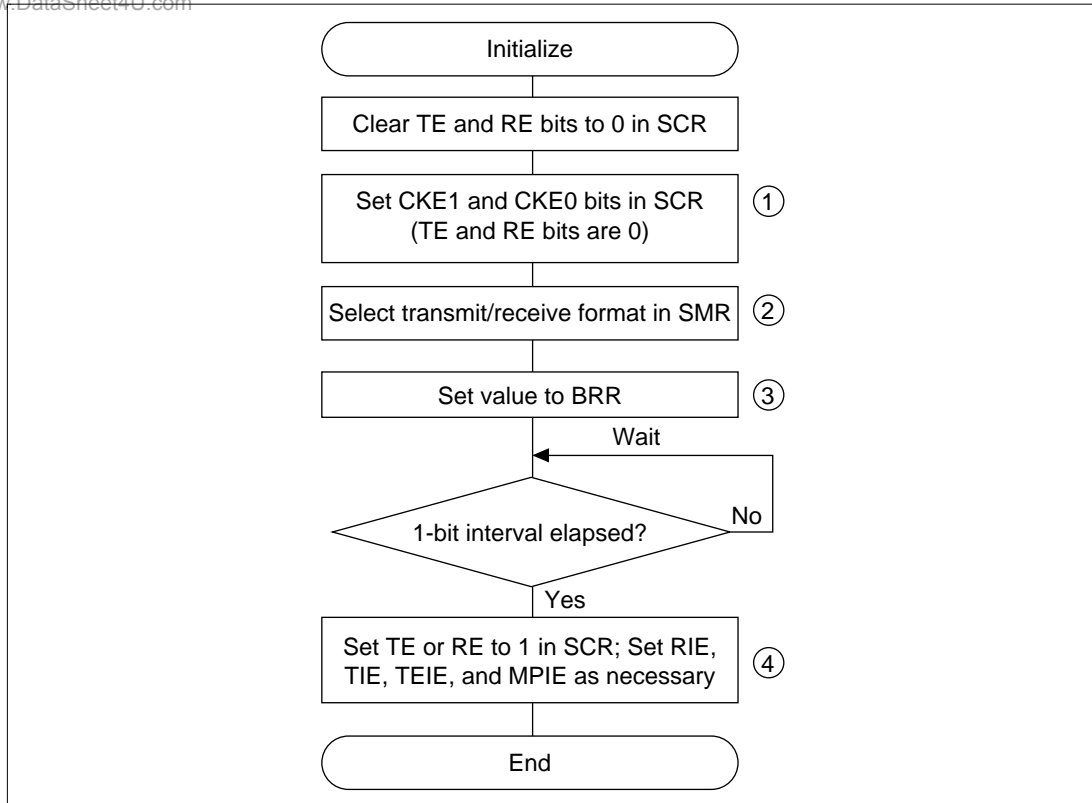 w.DataSheet4U.com
Initialize
Clear TE and RE bits to 0 in SCR
Set CKE1 and CKE0 bits in SCR
(TE and RE bits are 0)
1
Select transmit/receive format in SMR
2
Set value to BRR
3
Wait
1-bit interval elapsed?
No
Yes
Set TE or RE to 1 in SCR; Set RIE,
TIE, TEIE, and MPIE as necessary
4
End